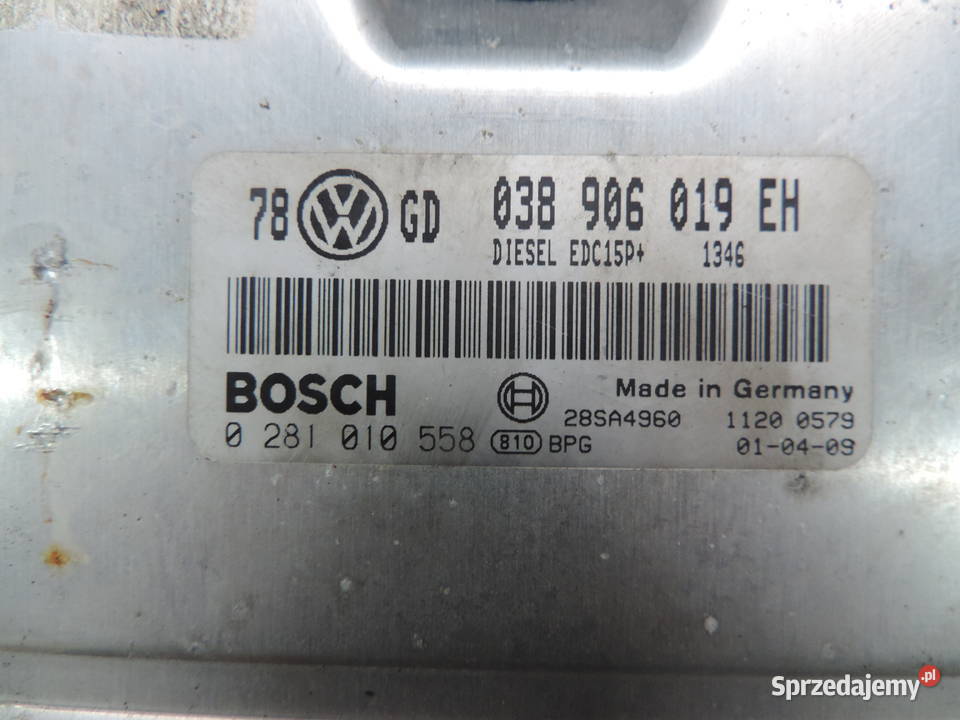 78 VW GD 038 906 019 EH
DIESEL EDC15P+ 1346
BOSCH
Made in Germany
28SA4960 1120 0579
0 281 010 558 810 BPG 01-04-09
Sprzedajemy.pl